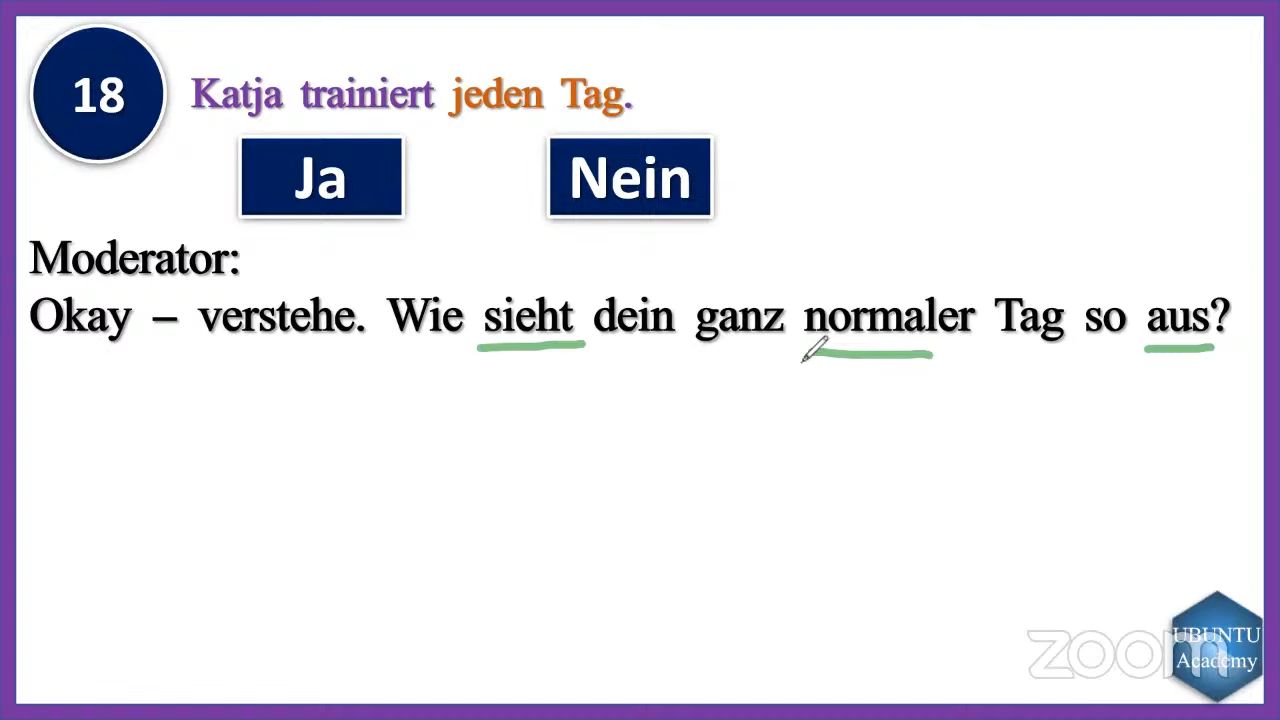 18
Katja trainiert jeden Tag.
Ja
Nein
Moderator:
Okay – verstehe. Wie sieht dein ganz normaler Tag so aus?
zoom
UBUNTU
Academy